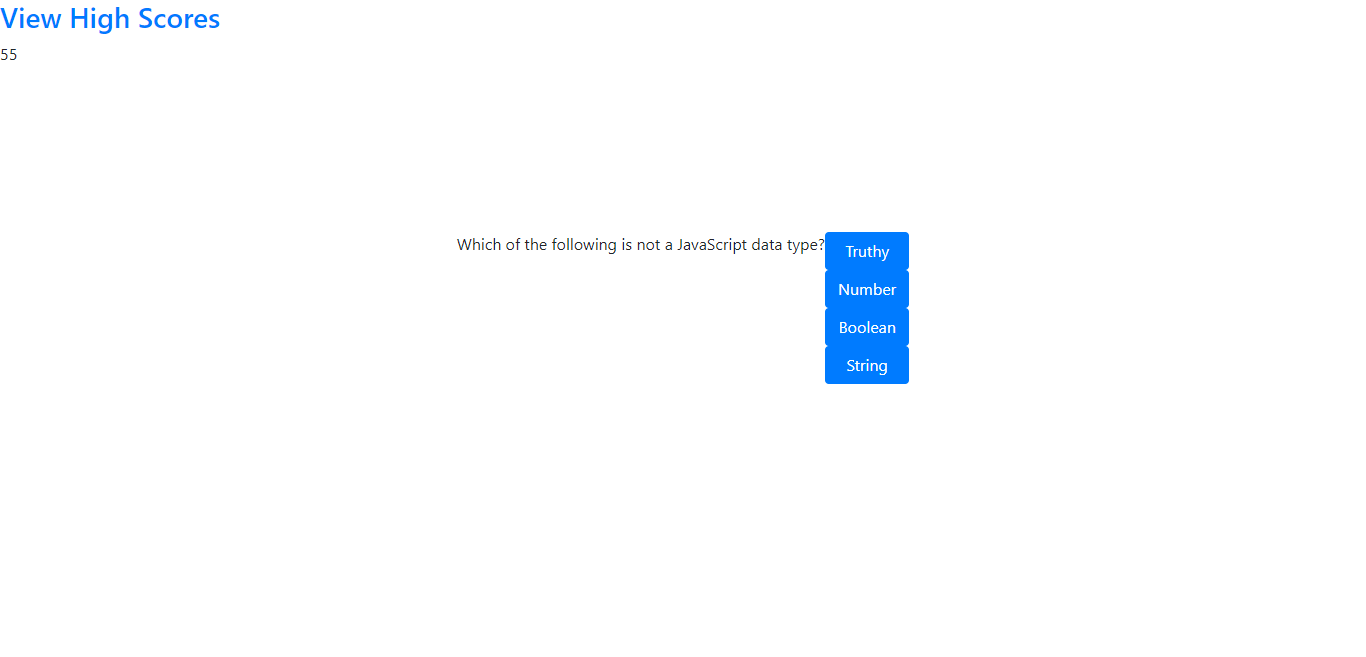 View High Scores
55
Which of the following is not a JavaScript data type?
Truthy
Number
Boolean
String